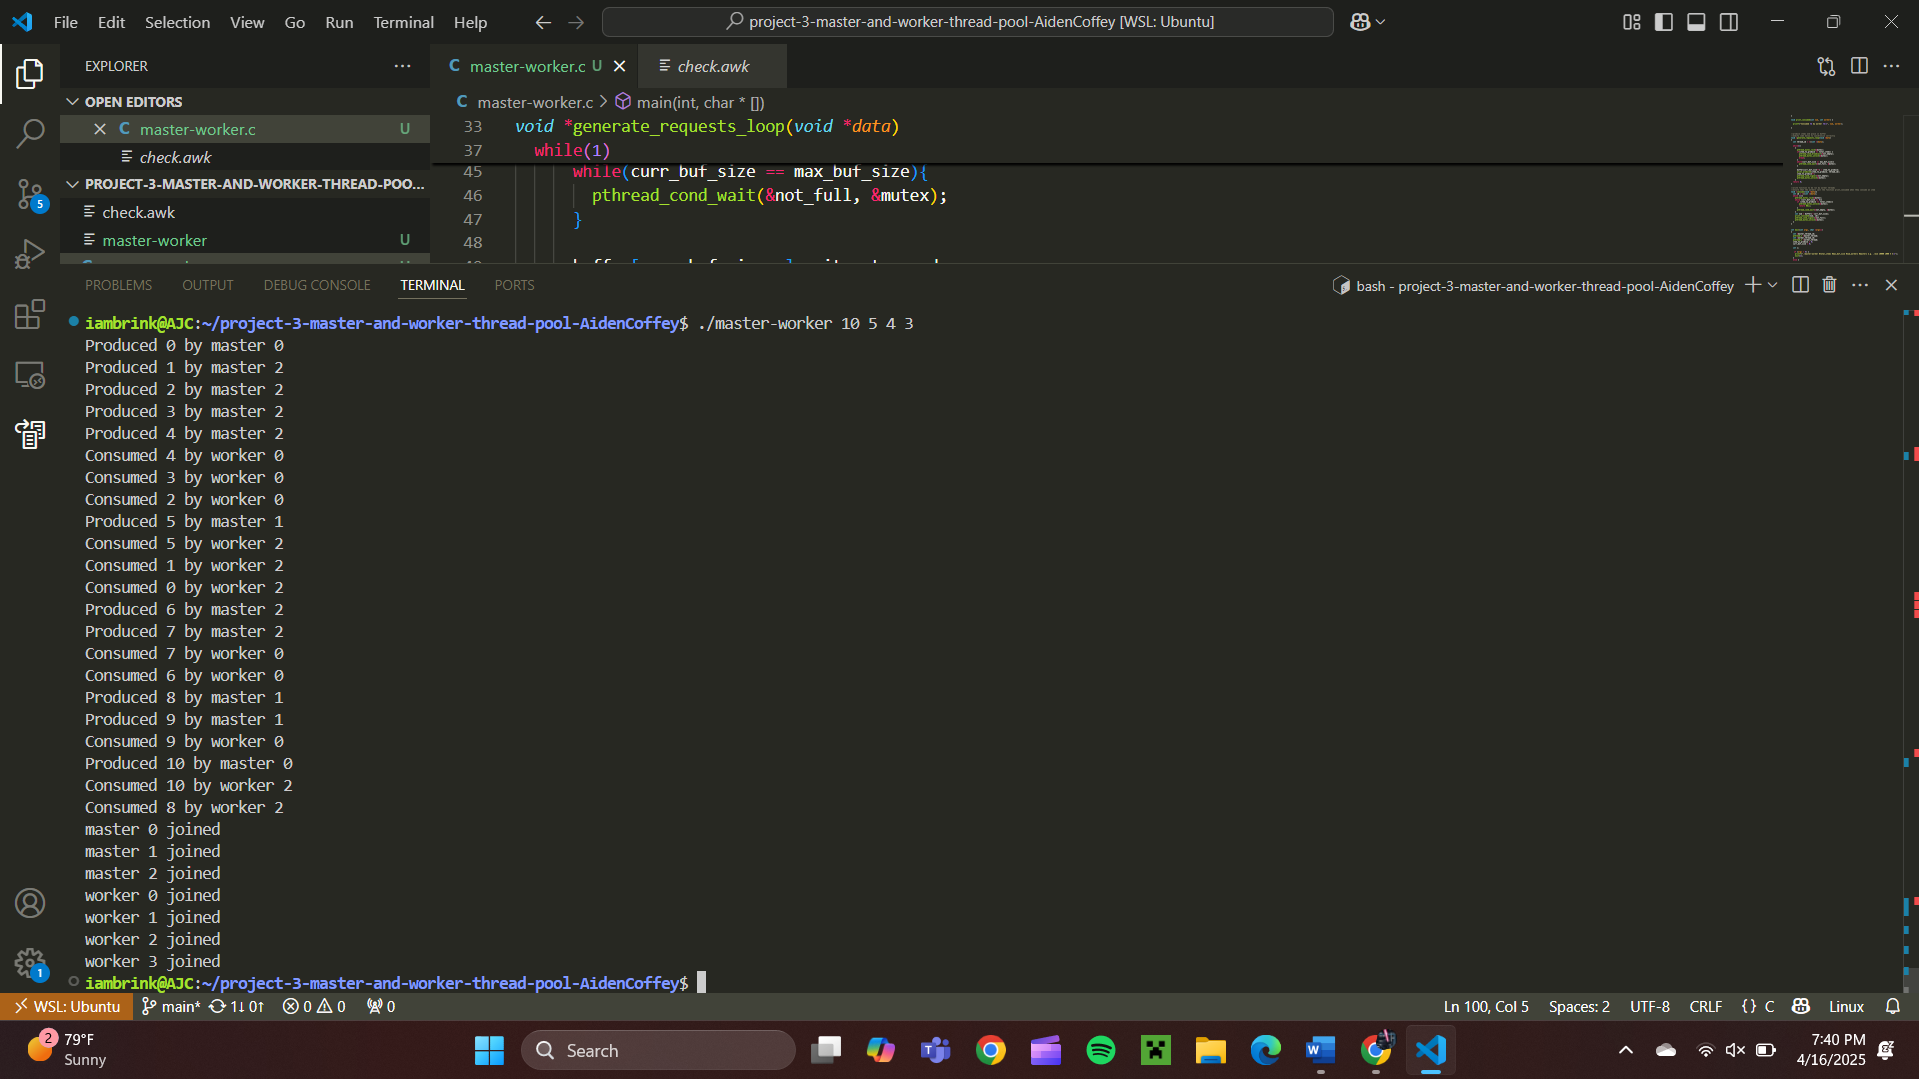 File Edit Selection View Go Run Terminal Help
project-3-master-and-worker-thread-pool-AidenCoffey [WSL: Ubuntu]
EXPLORER
C master-worker.c U
check.awk
OPEN EDITORS
C master-worker.c > main(int, char * [])
C master-worker.c U
check.awk
PROJECT-3-MASTER-AND-WORKER-THREAD-POO...
check.awk
master-worker U
33 void *generate_requests_loop(void *data)
37 while(1)
45 while(curr_buf_size == max_buf_size){
46 pthread_cond_wait(&not_full, &mutex);
47 }
48
PROBLEMS OUTPUT DEBUG CONSOLE TERMINAL PORTS
bash - project-3-master-and-worker-thread-pool-AidenCoffey
iambrink@AJC:~/project-3-master-and-worker-thread-pool-AidenCoffey$ ./master-worker 10 5 4 3
Produced 0 by master 0
Produced 1 by master 2
Produced 2 by master 2
Produced 3 by master 2
Produced 4 by master 2
Consumed 4 by worker 0
Consumed 3 by worker 0
Consumed 2 by worker 0
Produced 5 by master 1
Consumed 5 by worker 2
Consumed 1 by worker 2
Consumed 0 by worker 2
Produced 6 by master 2
Produced 7 by master 2
Consumed 7 by worker 0
Consumed 6 by worker 0
Produced 8 by master 1
Produced 9 by master 1
Consumed 9 by worker 0
Produced 10 by master 0
Consumed 10 by worker 2
Consumed 8 by worker 2
master 0 joined
master 1 joined
master 2 joined
worker 0 joined
worker 1 joined
worker 2 joined
worker 3 joined
iambrink@AJC:~/project-3-master-and-worker-thread-pool-AidenCoffey$
5
1
WSL: Ubuntu main* 1↓ 0↑ 0 0 0
Ln 100, Col 5 Spaces: 2 UTF-8 CRLF {} C Linux
2
79°F
Sunny
Search
7:40 PM
4/16/2025